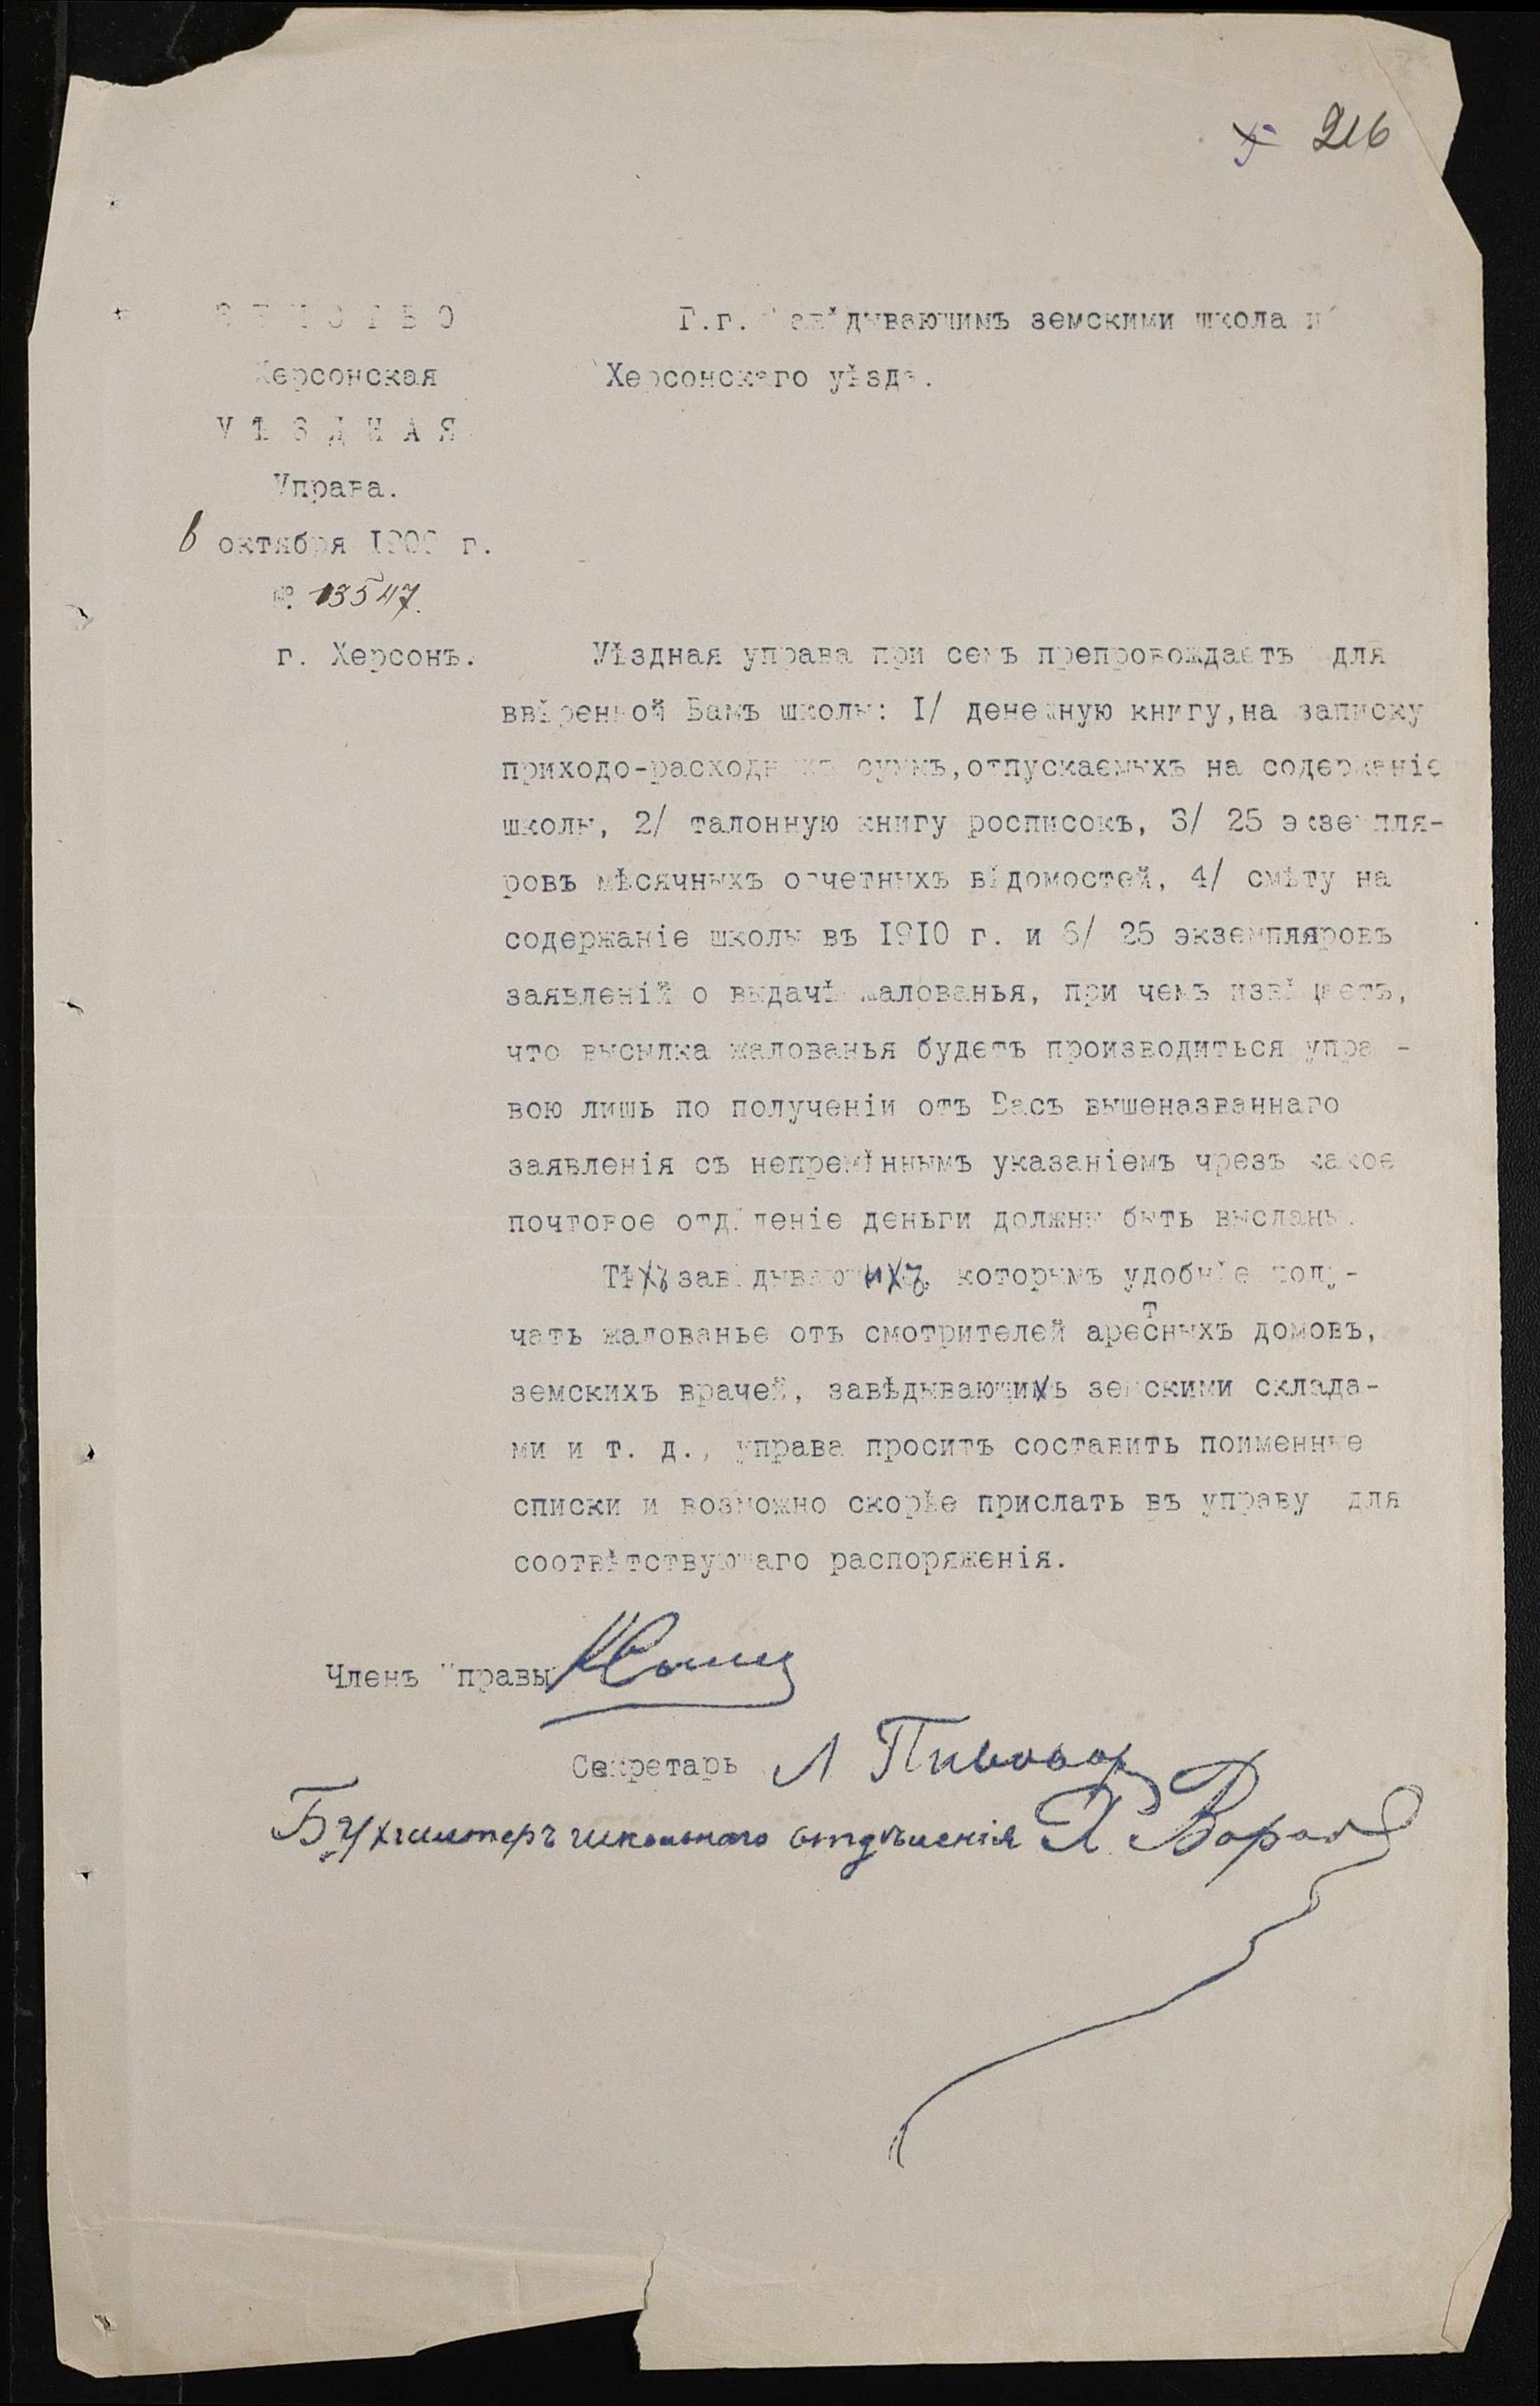 216
ЗЕМСТВО
Херсонская
УѢЗДНАЯ
Управа.
6 октября 1909 г.
№ 13547.
г. Херсонъ.
Г.г. Завѣдывающимъ земскими школами
Херсонскаго уѣзда.
Уѣздная управа при семъ препровождаетъ для
ввѣренной Вамъ школы: I/ денежную книгу, на записку
приходо-расходныхъ суммъ, отпускаемыхъ на содержаніе
школы, 2/ талонную книгу росписокъ, 3/ 25 экземпля-
ровъ мѣсячныхъ отчетныхъ вѣдомостей, 4/ смѣту на
содержаніе школы въ I9I0 г. и 5/ 25 экземпляровъ
заявленій о выдачѣ жалованья, при чемъ извѣщаетъ,
что высылка жалованья будетъ производиться упра-
вою лишь по полученіи отъ Васъ вышеназваннаго
заявленія съ непремѣннымъ указаніемъ чрезъ какое
почтовое отдѣленіе деньги должны быть высланы.
Тѣхъ завѣдывающихъ, которымъ удобнѣе полу-
чать жалованье отъ смотрителей арестныхъ домовъ,
земскихъ врачей, завѣдывающихъ земскими склада-
ми и т. д., управа проситъ составить поименные
списки и возможно скорѣе прислать въ управу для
соотвѣтствующаго распоряженія.
Членъ Управы
Секретарь Л Пивовар
Бухгалтеръ школьнаго отдѣленія